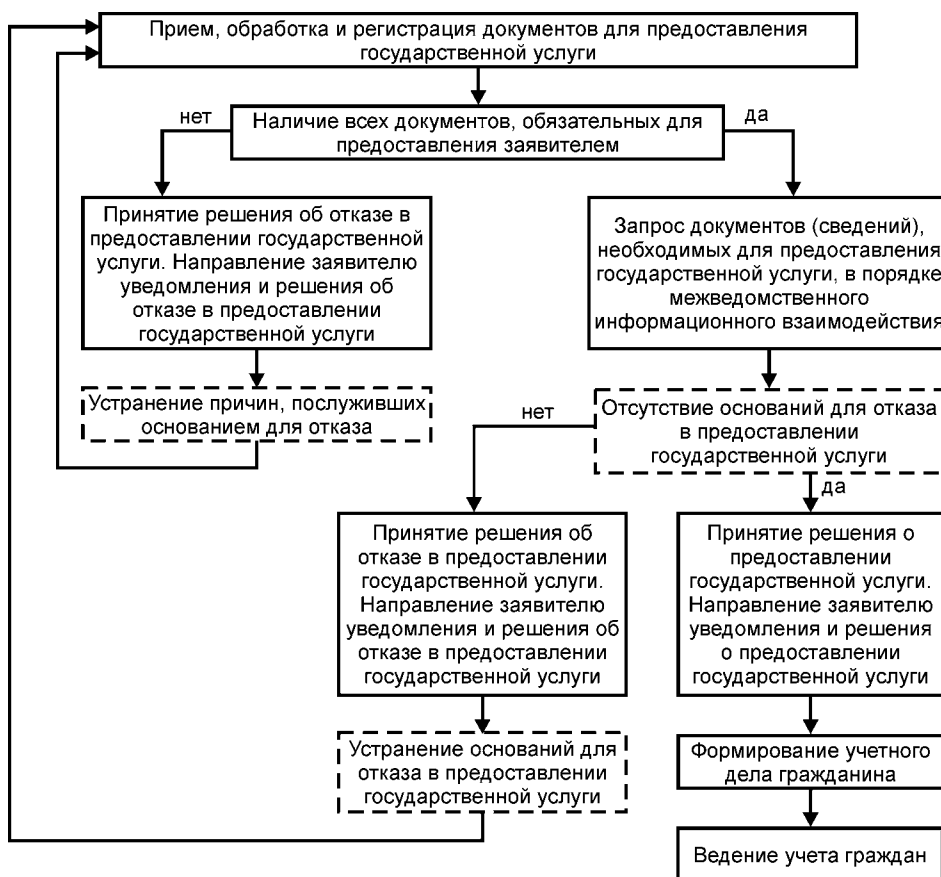 Прием, обработка и регистрация документов для предоставления
государственной услуги
нет
Наличие всех документов, обязательных для
предоставления заявителем
да
Принятие решения об отказе в
предоставлении государственной
услуги. Направление заявителю
уведомления и решения об
отказе в предоставлении
государственной услуги
Запрос документов (сведений),
необходимых для предоставления
государственной услуги, в порядке
межведомственного
информационного взаимодействия
Устранение причин, послуживших
основанием для отказа
нет
Отсутствие оснований для отказа
в предоставлении
государственной услуги
да
Принятие решения об
отказе в предоставлении
государственной услуги.
Направление заявителю
уведомления и решения об
отказе в предоставлении
государственной услуги
Принятие решения о
предоставлении
государственной услуги.
Направление заявителю
уведомления и решения
о предоставлении
государственной услуги
Устранение оснований для
отказа в предоставлении
государственной услуги
Формирование учетного
дела гражданина
Ведение учета граждан